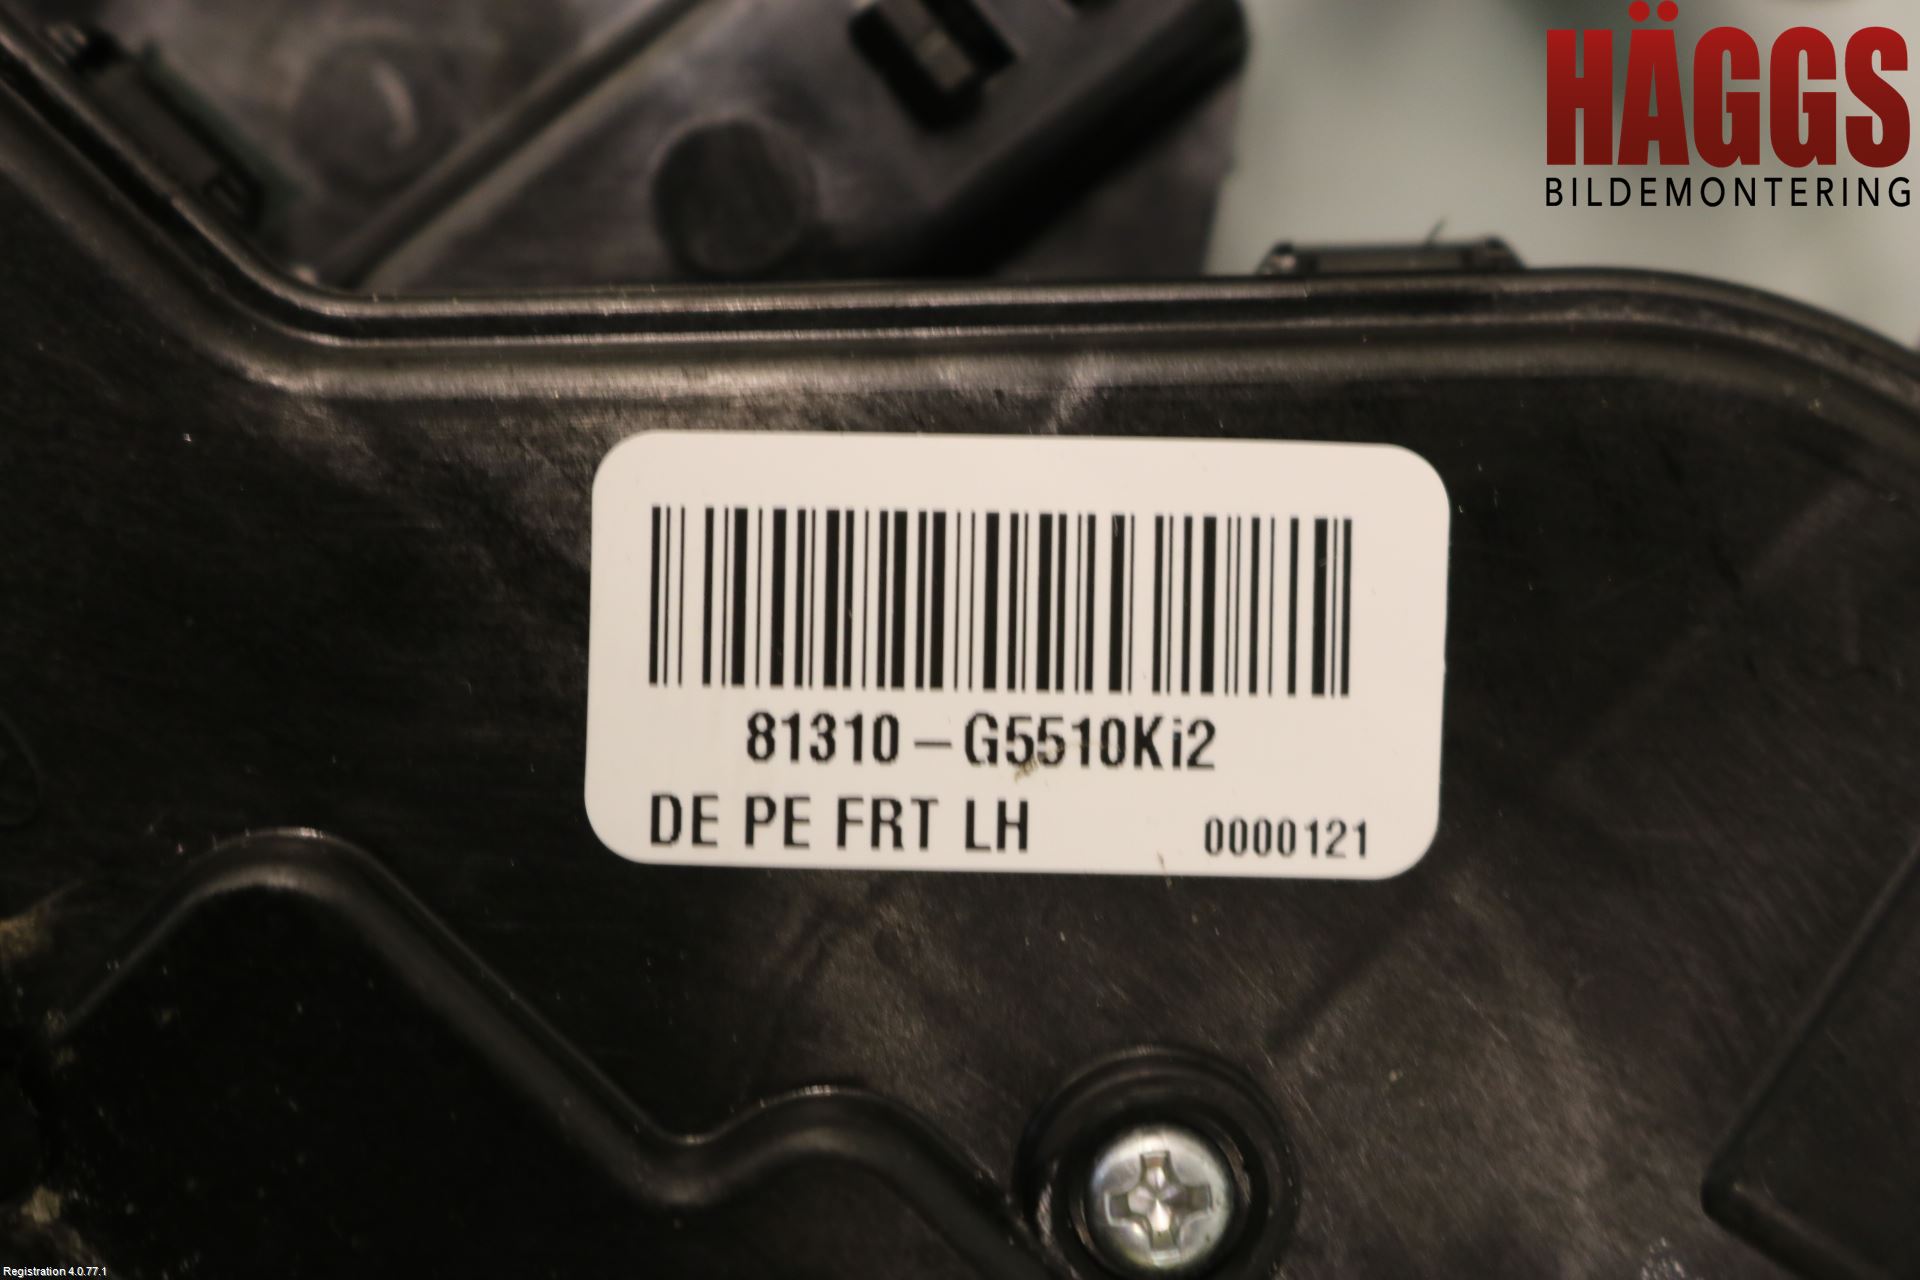 HÄGGS
BILDEMONTERING
81310-G5510Ki2
DE PE FRT LH 0000121
Registration 4.0.77.1